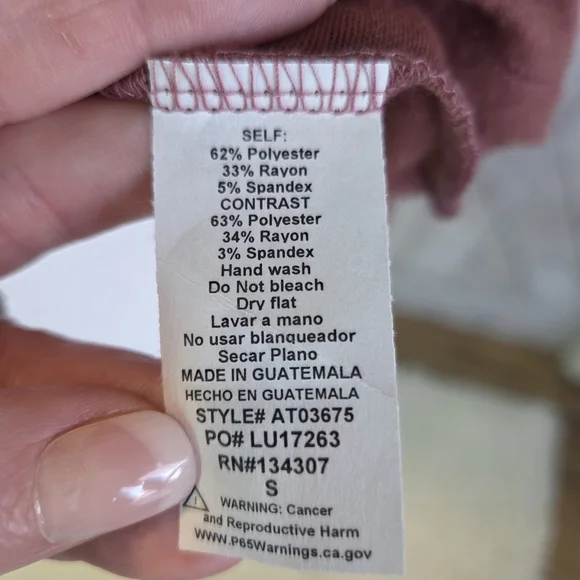 SELF:
62% Polyester
33% Rayon
5% Spandex
CONTRAST
63% Polyester
34% Rayon
3% Spandex
Hand wash
Do Not bleach
Dry flat
Lavar a mano
No usar blanqueador
Secar Plano
MADE IN GUATEMALA
HECHO EN GUATEMALA
STYLE# AT03675
PO# LU17263
RN#134307
S
WARNING: Cancer
and Reproductive Harm
www.P65Warnings.ca.gov